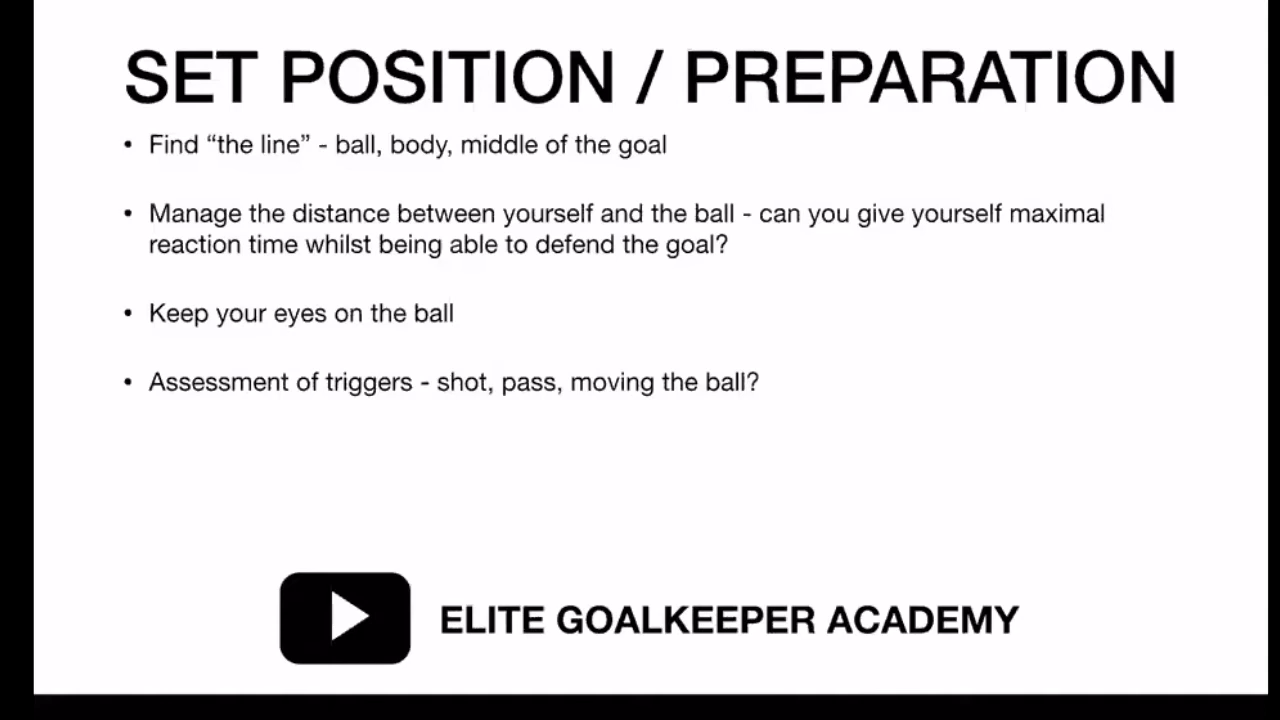 SET POSITION / PREPARATION
• Find “the line” - ball, body, middle of the goal
• Manage the distance between yourself and the ball - can you give yourself maximal
reaction time whilst being able to defend the goal?
• Keep your eyes on the ball
• Assessment of triggers - shot, pass, moving the ball?
ELITE GOALKEEPER ACADEMY